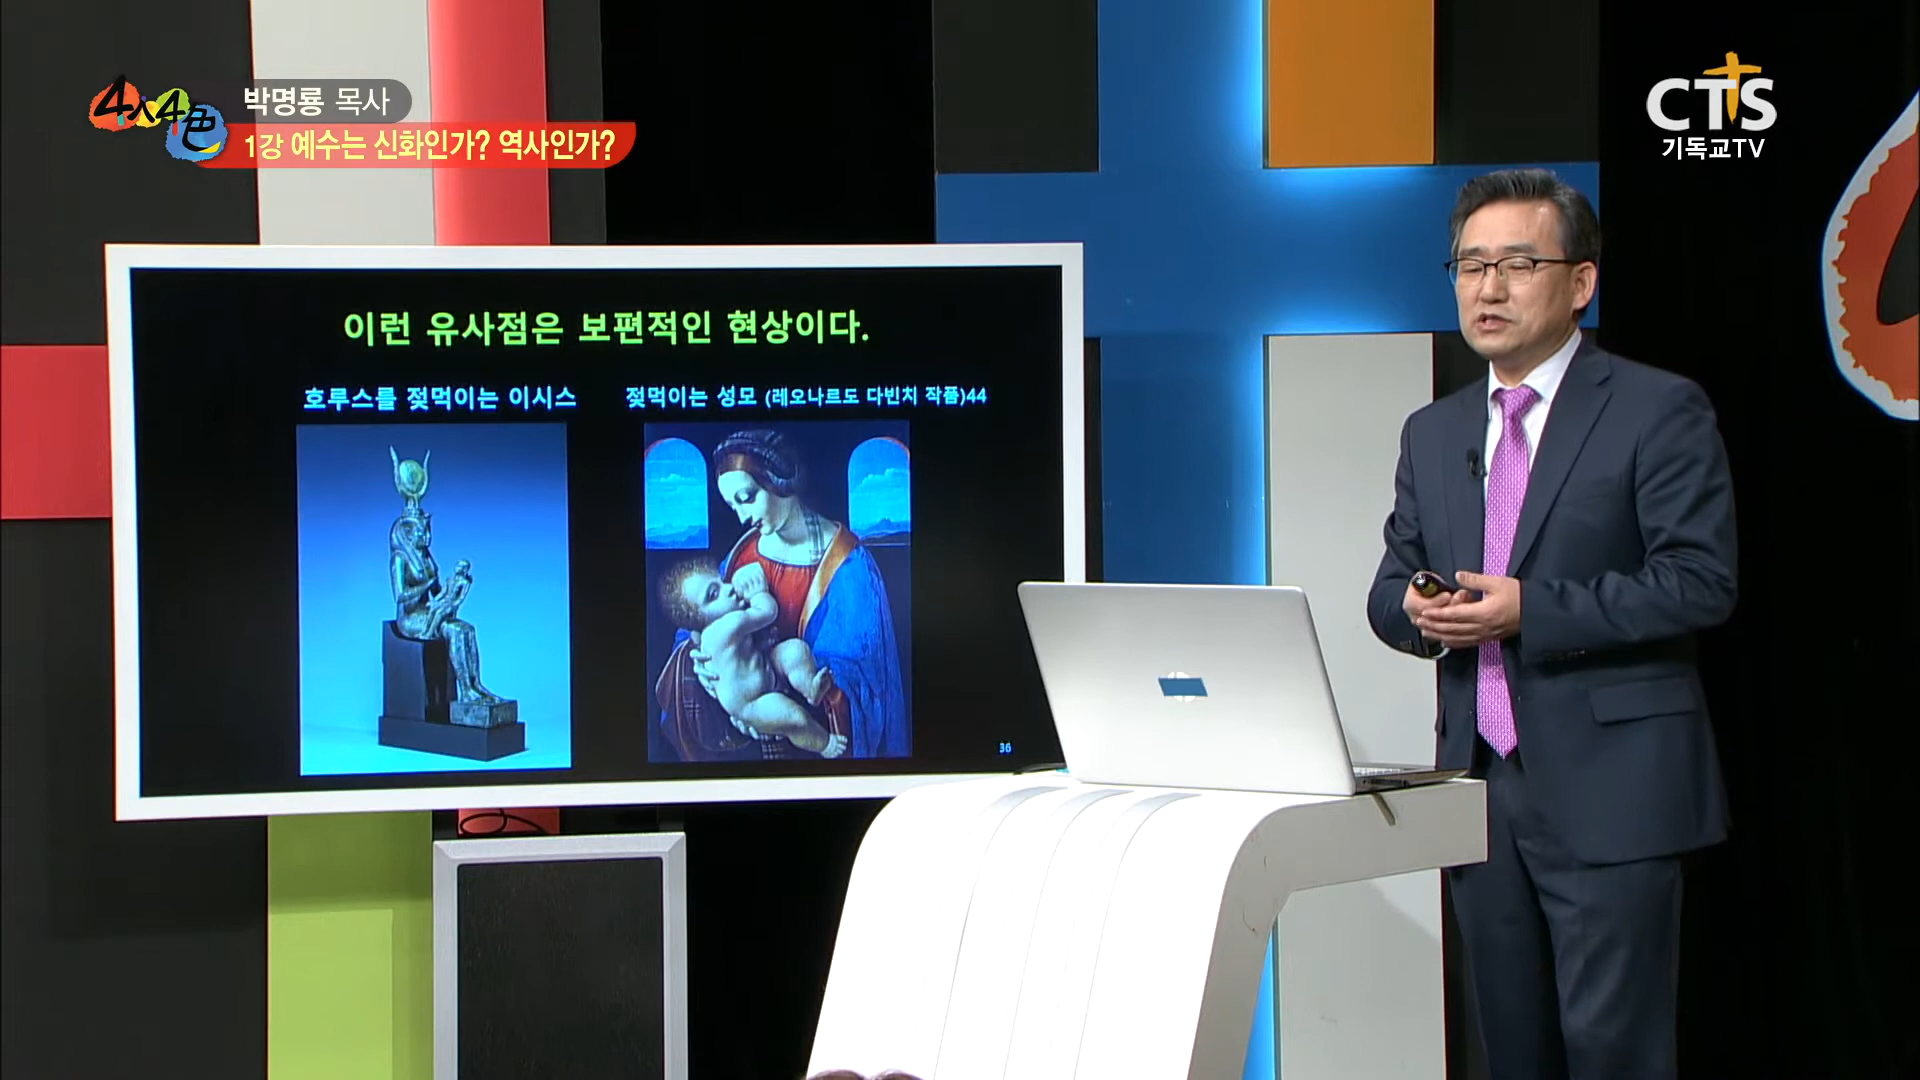 4人4色
박명룡 목사
1강 예수는 신화인가? 역사인가?
CTS
기독교TV
이런 유사점은 보편적인 현상이다.
호루스를 젖먹이는 이시스
젖먹이는 성모 (레오나르도 다빈치 작품)44
36